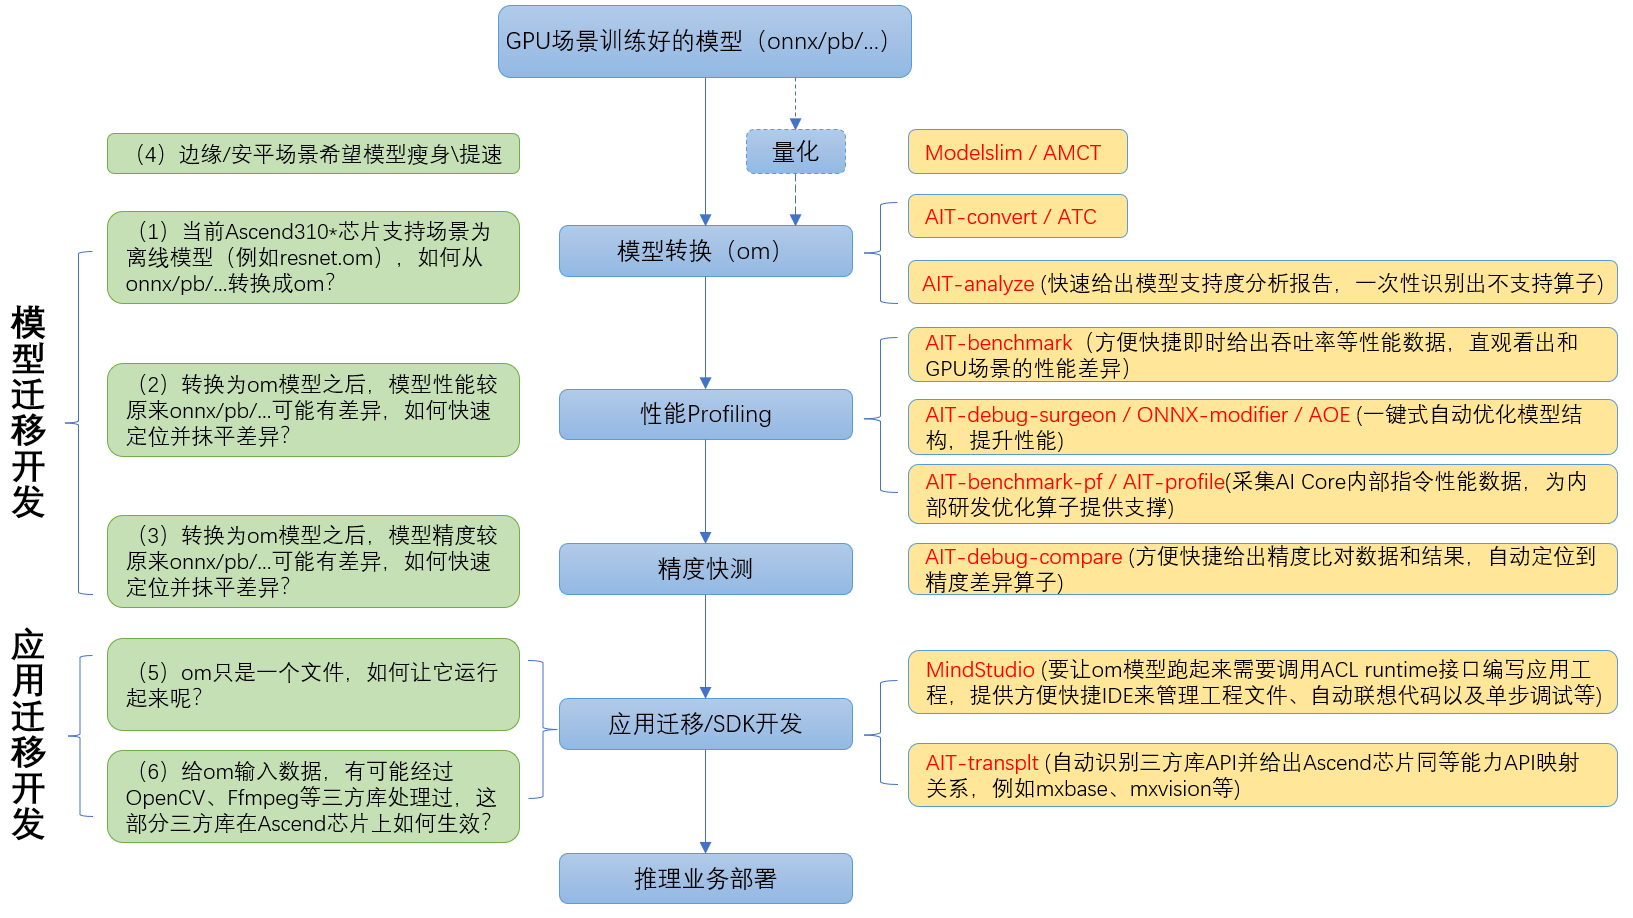 GPU场景训练好的模型（onnx/pb/...）
（4）边缘/安平场景希望模型瘦身\提速
量化
Modelslim / AMCT
模型迁移开发
（1）当前Ascend310*芯片支持场景为
离线模型（例如resnet.om），如何从
onnx/pb/...转换成om？
模型转换（om）
AIT-convert / ATC
AIT-analyze (快速给出模型支持度分析报告，一次性识别出不支持算子)
（2）转换为om模型之后，模型性能较
原来onnx/pb/...可能有差异，如何快速
定位并抹平差异？
性能Profiling
AIT-benchmark（方便快捷即时给出吞吐率等性能数据，直观看出和
GPU场景的性能差异）
AIT-debug-surgeon / ONNX-modifier / AOE (一键式自动优化模型结
构，提升性能)
AIT-benchmark-pf / AIT-profile(采集AI Core内部指令性能数据，为内
部研发优化算子提供支撑)
（3）转换为om模型之后，模型精度较
原来onnx/pb/...可能有差异，如何快速
定位并抹平差异？
精度快测
AIT-debug-compare (方便快捷给出精度比对数据和结果，自动定位到
精度差异算子)
应用迁移开发
（5）om只是一个文件，如何让它运行
起来呢？
（6）给om输入数据，有可能经过
OpenCV、Ffmpeg等三方库处理过，这
部分三方库在Ascend芯片上如何生效？
应用迁移/SDK开发
MindStudio (要让om模型跑起来需要调用ACL runtime接口编写应用工
程，提供方便快捷IDE来管理工程文件、自动联想代码以及单步调试等)
AIT-transplt (自动识别三方库API并给出Ascend芯片同等能力API映射
关系，例如mxbase、mxvision等)
推理业务部署